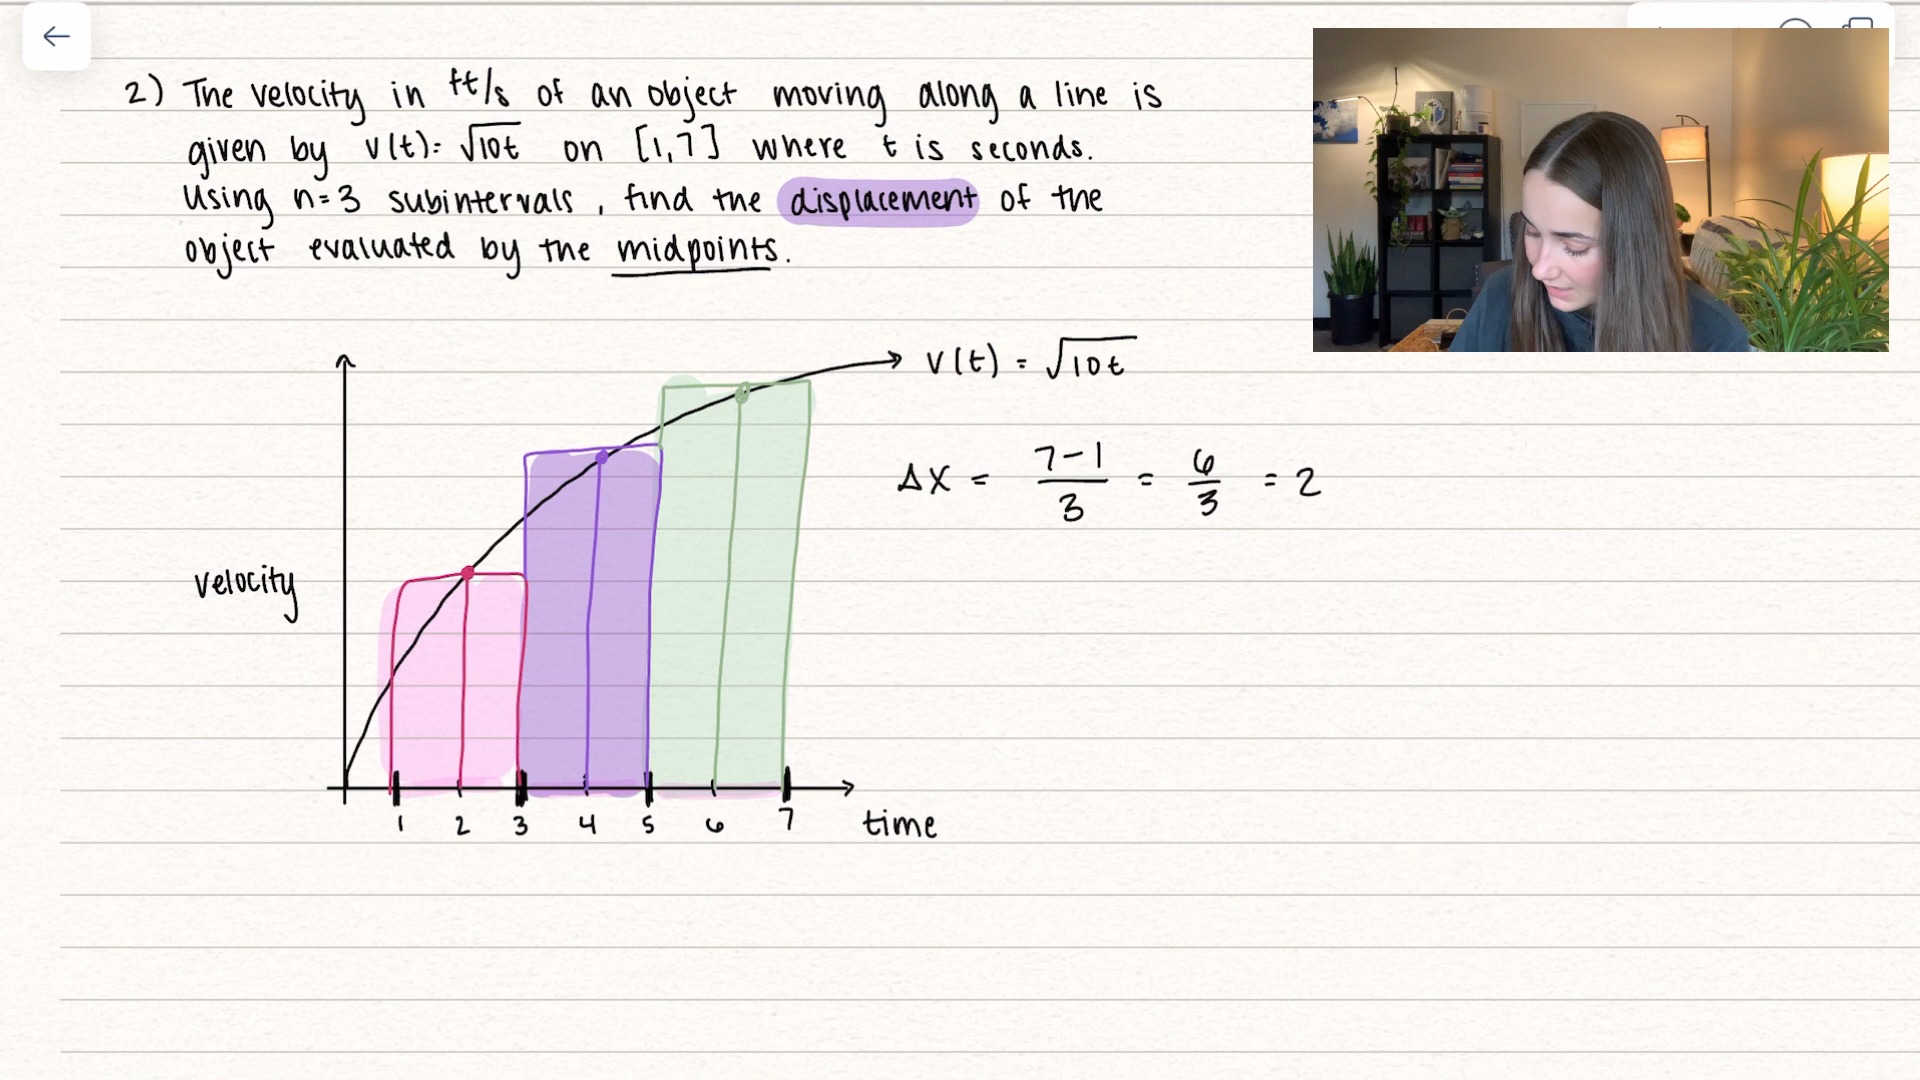 2) The velocity in ft/s of an object moving along a line is
given by v(t) = √10t on [1,7] where t is seconds.
Using n=3 subintervals, find the displacement of the
object evaluated by the midpoints.
v(t) = √10t
Δx = 7-1/3 = 6/3 = 2
velocity
1 2 3 4 5 6 7 time